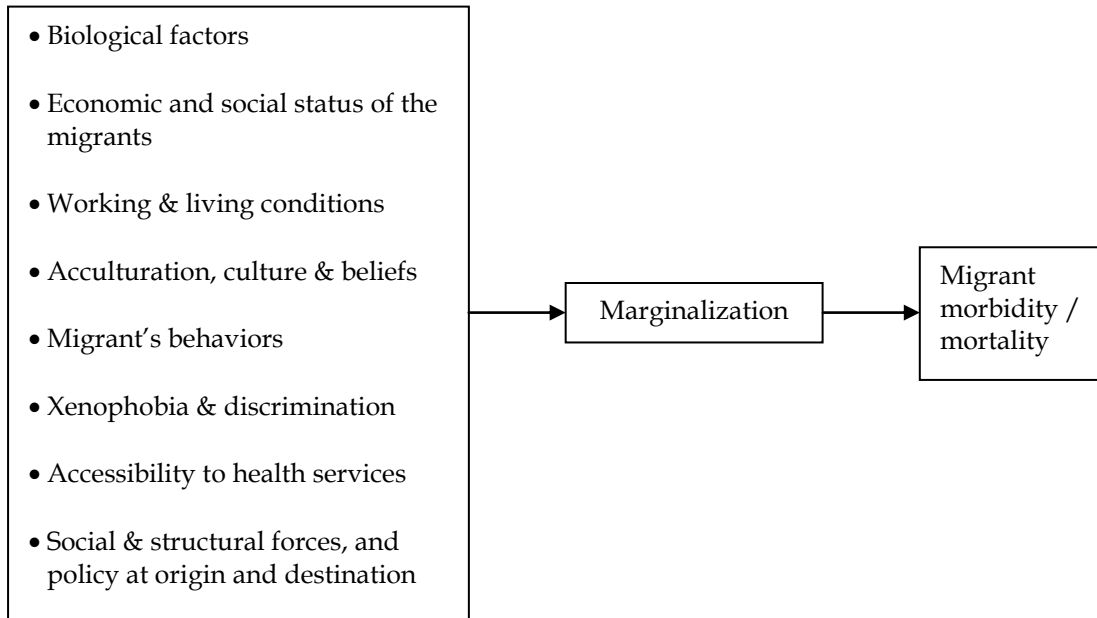 • Biological factors
• Economic and social status of the
migrants
• Working & living conditions
• Acculturation, culture & beliefs
• Migrant’s behaviors
• Xenophobia & discrimination
• Accessibility to health services
• Social & structural forces, and
policy at origin and destination
Marginalization
Migrant
morbidity /
mortality